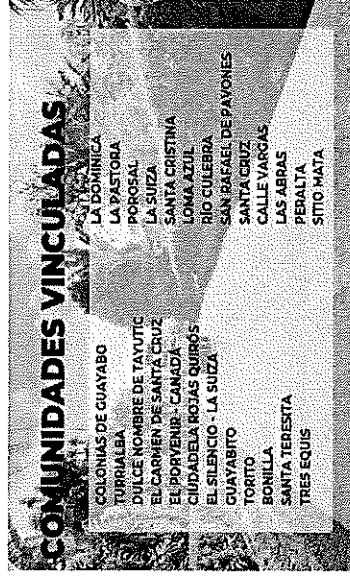 COMUNIDADES VINCULADAS
COLONIAS DE GUAYABO
TURRIALBA
DULCE NOMBRE DE TAYUTIC
EL CARMEN DE SANTA CRUZ
EL PORVENIR - CANADÁ
CIUDADELA ROJAS QUIRÓS
EL SILENCIO - LA SUIZA
GUAYABITO
TORITO
BONILLA
SANTA TERESITA
TRES EQUIS
LA DOMINICA
LA PASTORA
POROSAL
LA SUIZA
SANTA CRISTINA
LOMA AZUL
RÍO CULEBRA
SAN RAFAEL DE PAVONES
SANTA CRUZ
CALLE VARGAS
LAS ABRAS
PERALTA
SITIO MATA